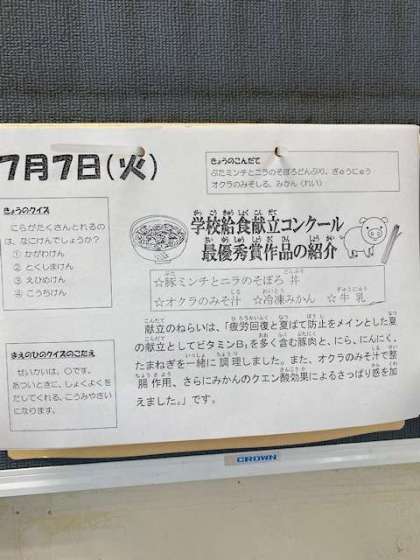 7月7日(火)
きょうのこんだて
ぶたミンチとニラのそぼろどんぶり、ぎゅうにゅう
オクラのみそしる、みかん(れい)
きょうのクイズ
にらがたくさんとれるの
は、なにけんでしょうか?
① かがわけん
② とくしまけん
③ えひめけん
④ こうちけん
学校給食献立コンクール
最優秀賞作品の紹介
☆豚ミンチとニラのそぼろ丼
☆オクラのみそ汁 ☆冷凍みかん ☆牛乳
献立のねらいは、「疲労回復と夏ばて防止をメインとした夏
の献立としてビタミンB₁を多く含む豚肉と、にら、にんにく、
たまねぎを一緒に調理しました。また、オクラのみそ汁で整
腸作用、さらにみかんのクエン酸効果によるさっぱり感を加
えました。」です。
まえのひのクイズのこたえ
せいかいは、〇です。
あついときに、しょくよくを
だしてくれる、こうみやさい
になります。
CROWN